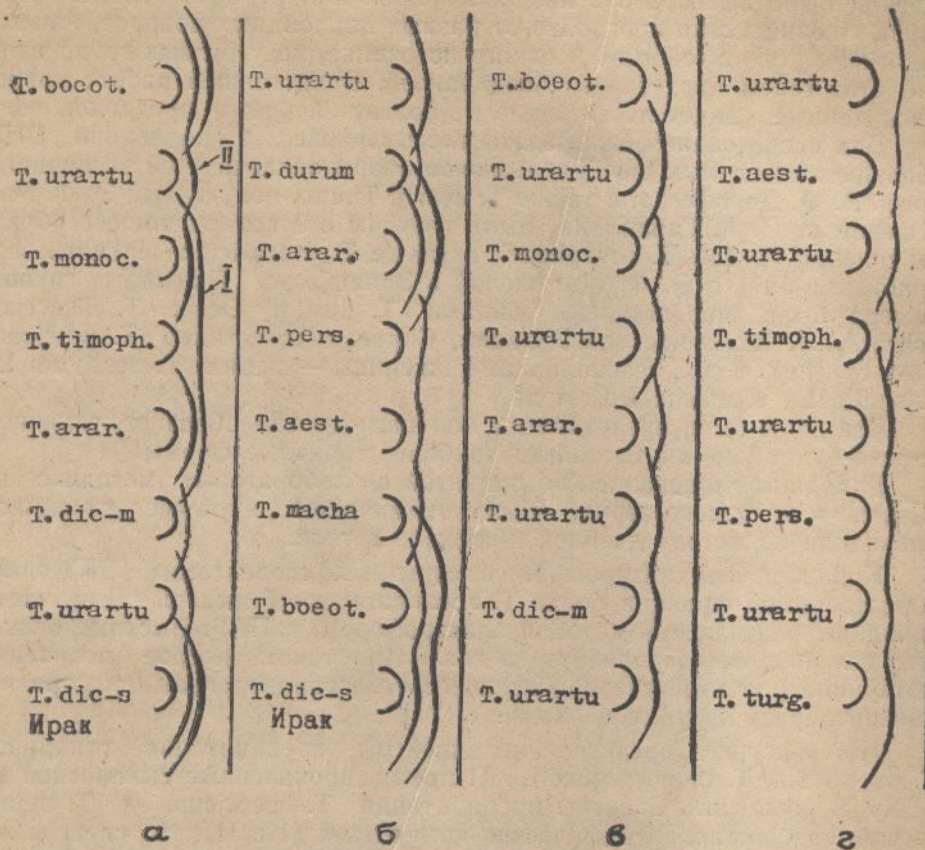 T. bocot.
T. urartu
II
T. monoc.
I
T. timoph.
T. arar.
T. dic-m
T. urartu
T. dic-s
Ирак
а
T. urartu
T. durum
T. arar.
T. pers.
T. aest.
T. macha
T. boeot.
T. dic-s
Ирак
б
T. boeot.
T. urartu
T. monoc.
T. urartu
T. arar.
T. urartu
T. dic-m
T. urartu
в
T. urartu
T. aest.
T. urartu
T. timoph.
T. urartu
T. pers.
T. urartu
T. turg.
г